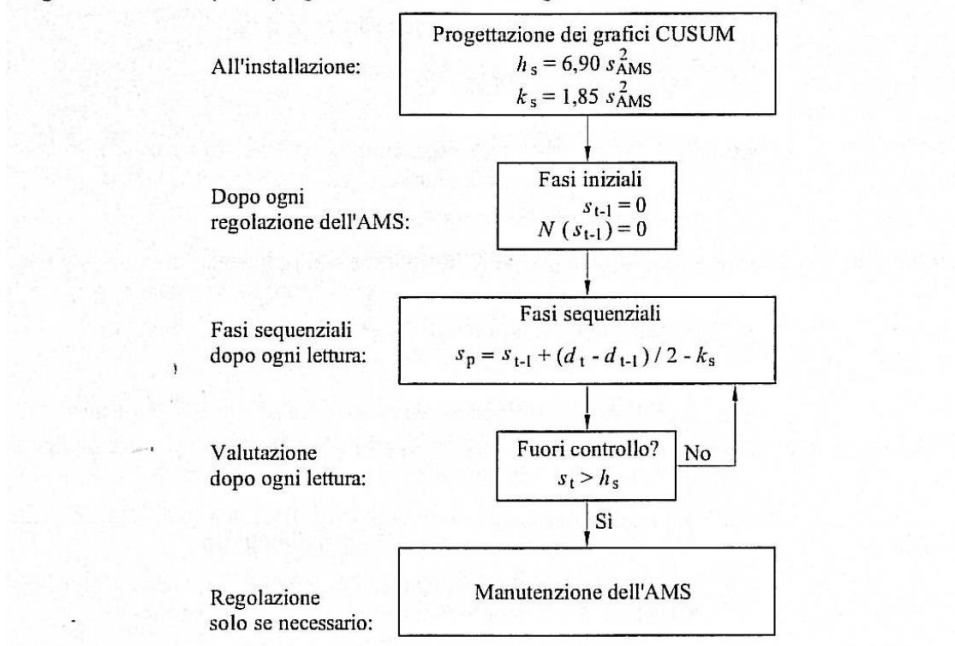 Progettazione dei grafici CUSUM
All'installazione:
h_s = 6,90 s²_AMS
k_s = 1,85 s²_AMS
Fasi iniziali
Dopo ogni
regolazione dell'AMS:
s_t-1 = 0
N (s_t-1) = 0
Fasi sequenziali
Fasi sequenziali
dopo ogni lettura:
s_p = s_t-1 + (d_t - d_t-1) / 2 - k_s
Valutazione
dopo ogni lettura:
Fuori controllo?
s_t > h_s
No
Sì
Manutenzione dell'AMS
Regolazione
solo se necessario: